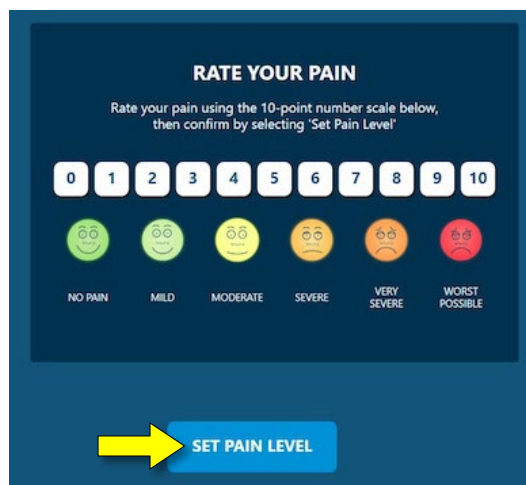 RATE YOUR PAIN
Rate your pain using the 10-point number scale below,
then confirm by selecting 'Set Pain Level'
0 1 2 3 4 5 6 7 8 9 10
NO PAIN MILD MODERATE SEVERE VERY SEVERE WORST POSSIBLE
SET PAIN LEVEL